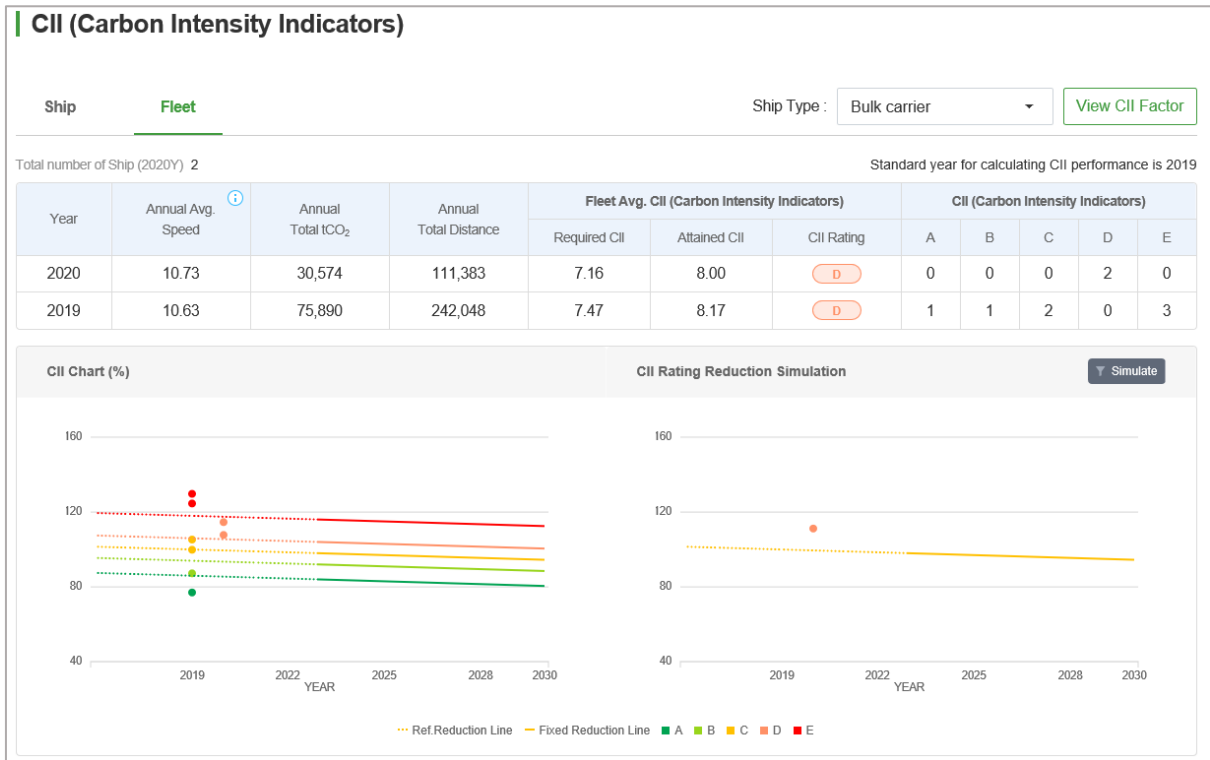 CII (Carbon Intensity Indicators)
Ship Fleet Ship Type : Bulk carrier View CII Factor
Total number of Ship (2020Y) 2 Standard year for calculating CII performance is 2019
Year Annual Avg. Speed Annual Total tCO₂ Annual Total Distance Fleet Avg. CII (Carbon Intensity Indicators) CII (Carbon Intensity Indicators)
Required CII Attained CII CII Rating A B C D E
2020 10.73 30,574 111,383 7.16 8.00 D 0 0 0 2 0
2019 10.63 75,890 242,048 7.47 8.17 D 1 1 2 0 3
CII Chart (%) CII Rating Reduction Simulation Simulate
160 160
120 120
80 80
40 40
2019 2022 2025 2028 2030 2019 2022 2025 2028 2030
YEAR YEAR
Ref.Reduction Line Fixed Reduction Line A B C D E